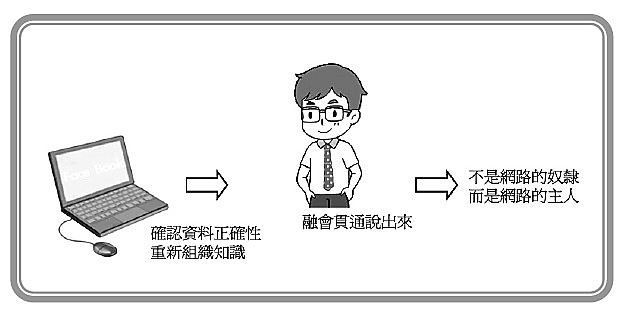 確認資料正確性
重新組織知識
融會貫通說出來
不是網路的奴隸
而是網路的主人